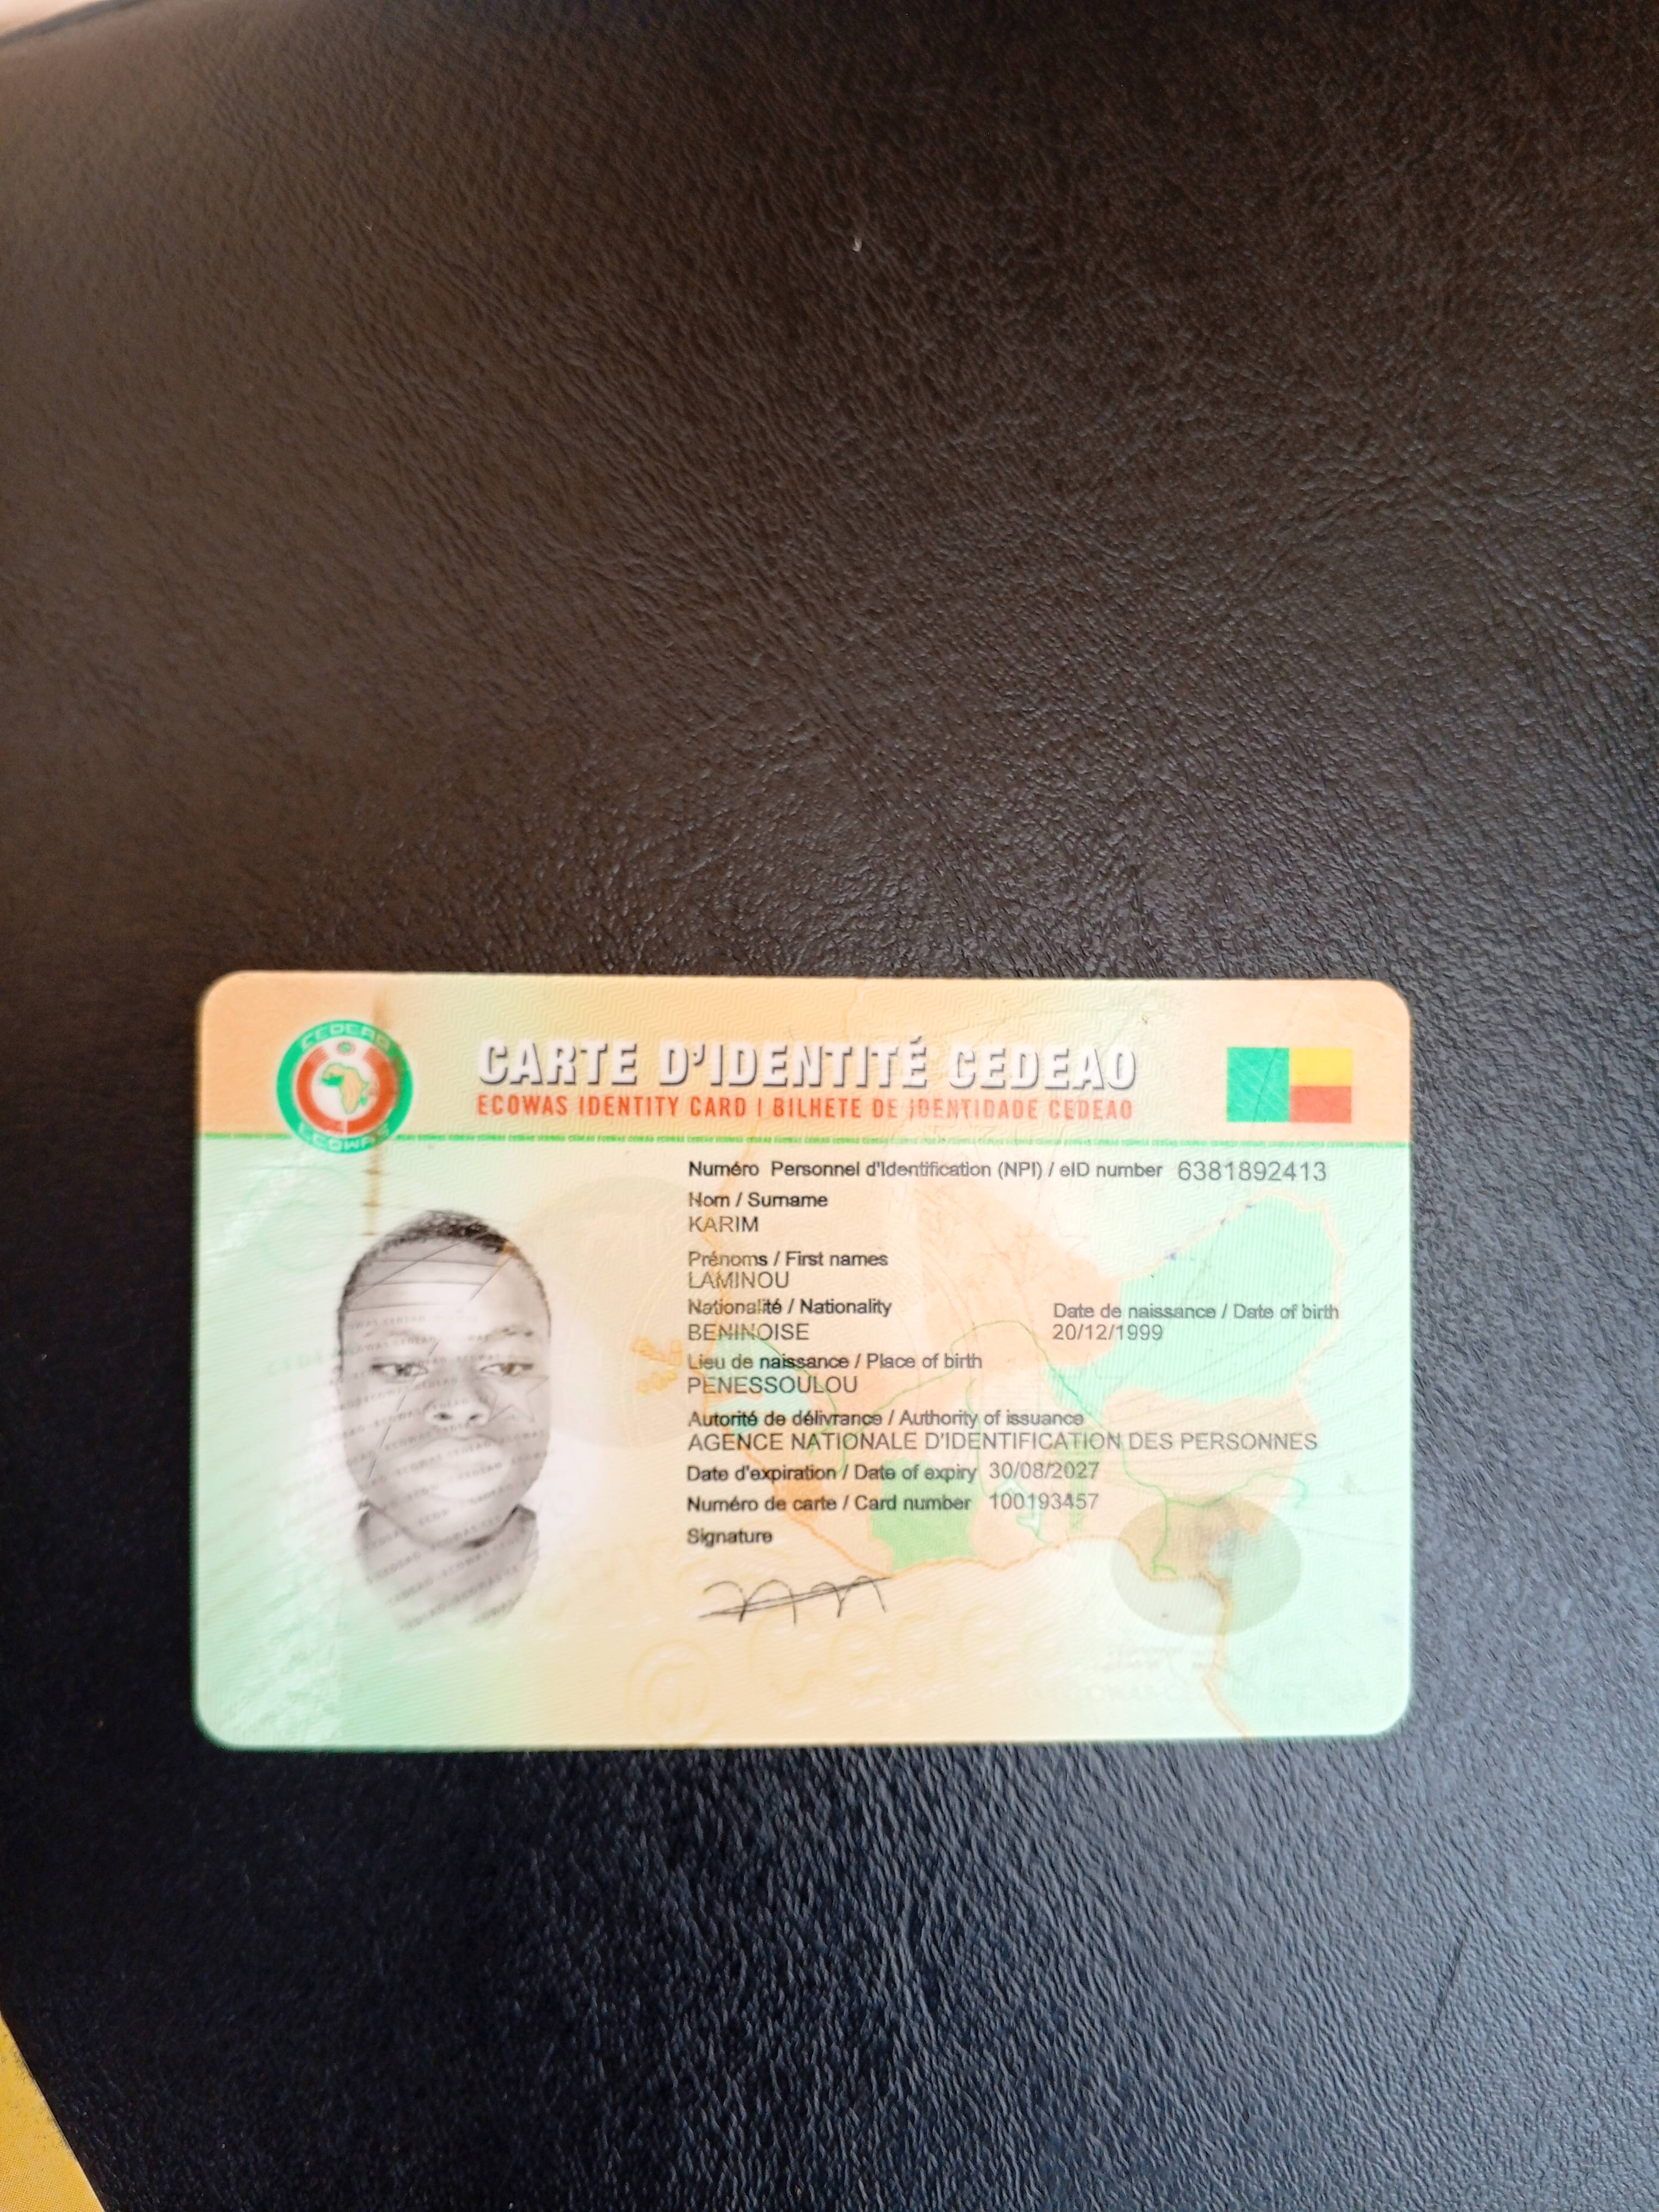 CEDEAO
ECOWAS
CARTE D'IDENTITÉ CEDEAO
ECOWAS IDENTITY CARD | BILHETE DE IDENTIDADE CEDEAO
Numéro Personnel d'Identification (NPI) / eID number 6381892413
Nom / Surname
KARIM
Prénoms / First names
LAMINOU
Nationalité / Nationality
BENINOISE
Date de naissance / Date of birth
20/12/1999
Lieu de naissance / Place of birth
PENESSOULOU
Autorité de délivrance / Authority of issuance
AGENCE NATIONALE D'IDENTIFICATION DES PERSONNES
Date d'expiration / Date of expiry 30/08/2027
Numéro de carte / Card number 100193457
Signature